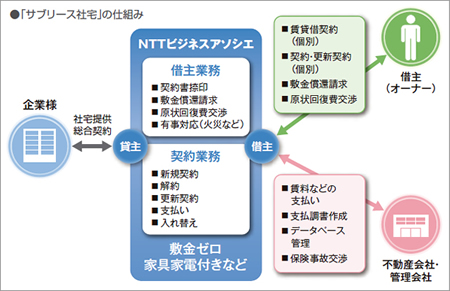 ●「サブリース社宅」の仕組み
企業様
社宅提供
総合契約
NTTビジネスアソシエ
借主業務
■契約書捺印
■敷金償還請求
■原状回復費交渉
■有事対応(火災など)
貸主
借主
契約業務
■新規契約
■解約
■更新契約
■支払い
■入れ替え
敷金ゼロ
家具家電付きなど
■賃貸借契約
(個別)
■契約・更新契約
(個別)
■敷金償還請求
■原状回復費交渉
借主
(オーナー)
■賃料などの
支払い
■支払調書作成
■データベース
管理
■保険事故交渉
不動産会社・
管理会社